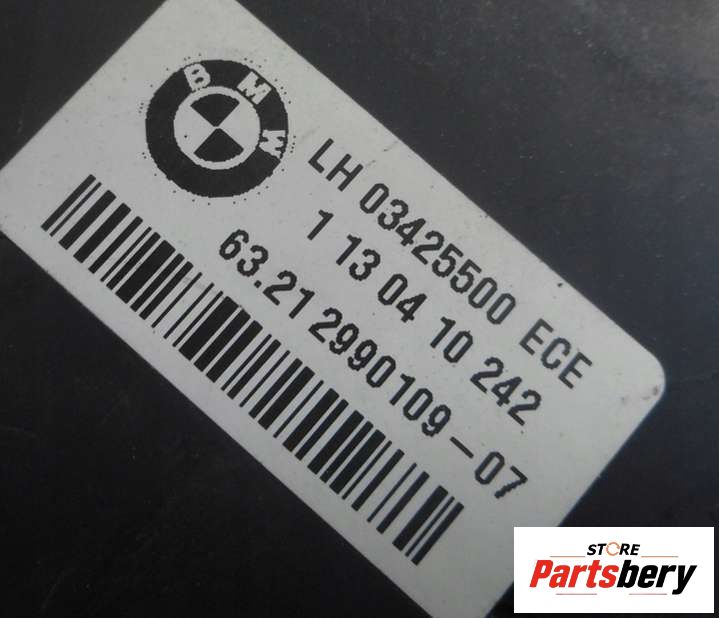 BMW
LH 03425500 ECE
1 13 04 10 242
63.21 2990109-07
STORE
Partsbery